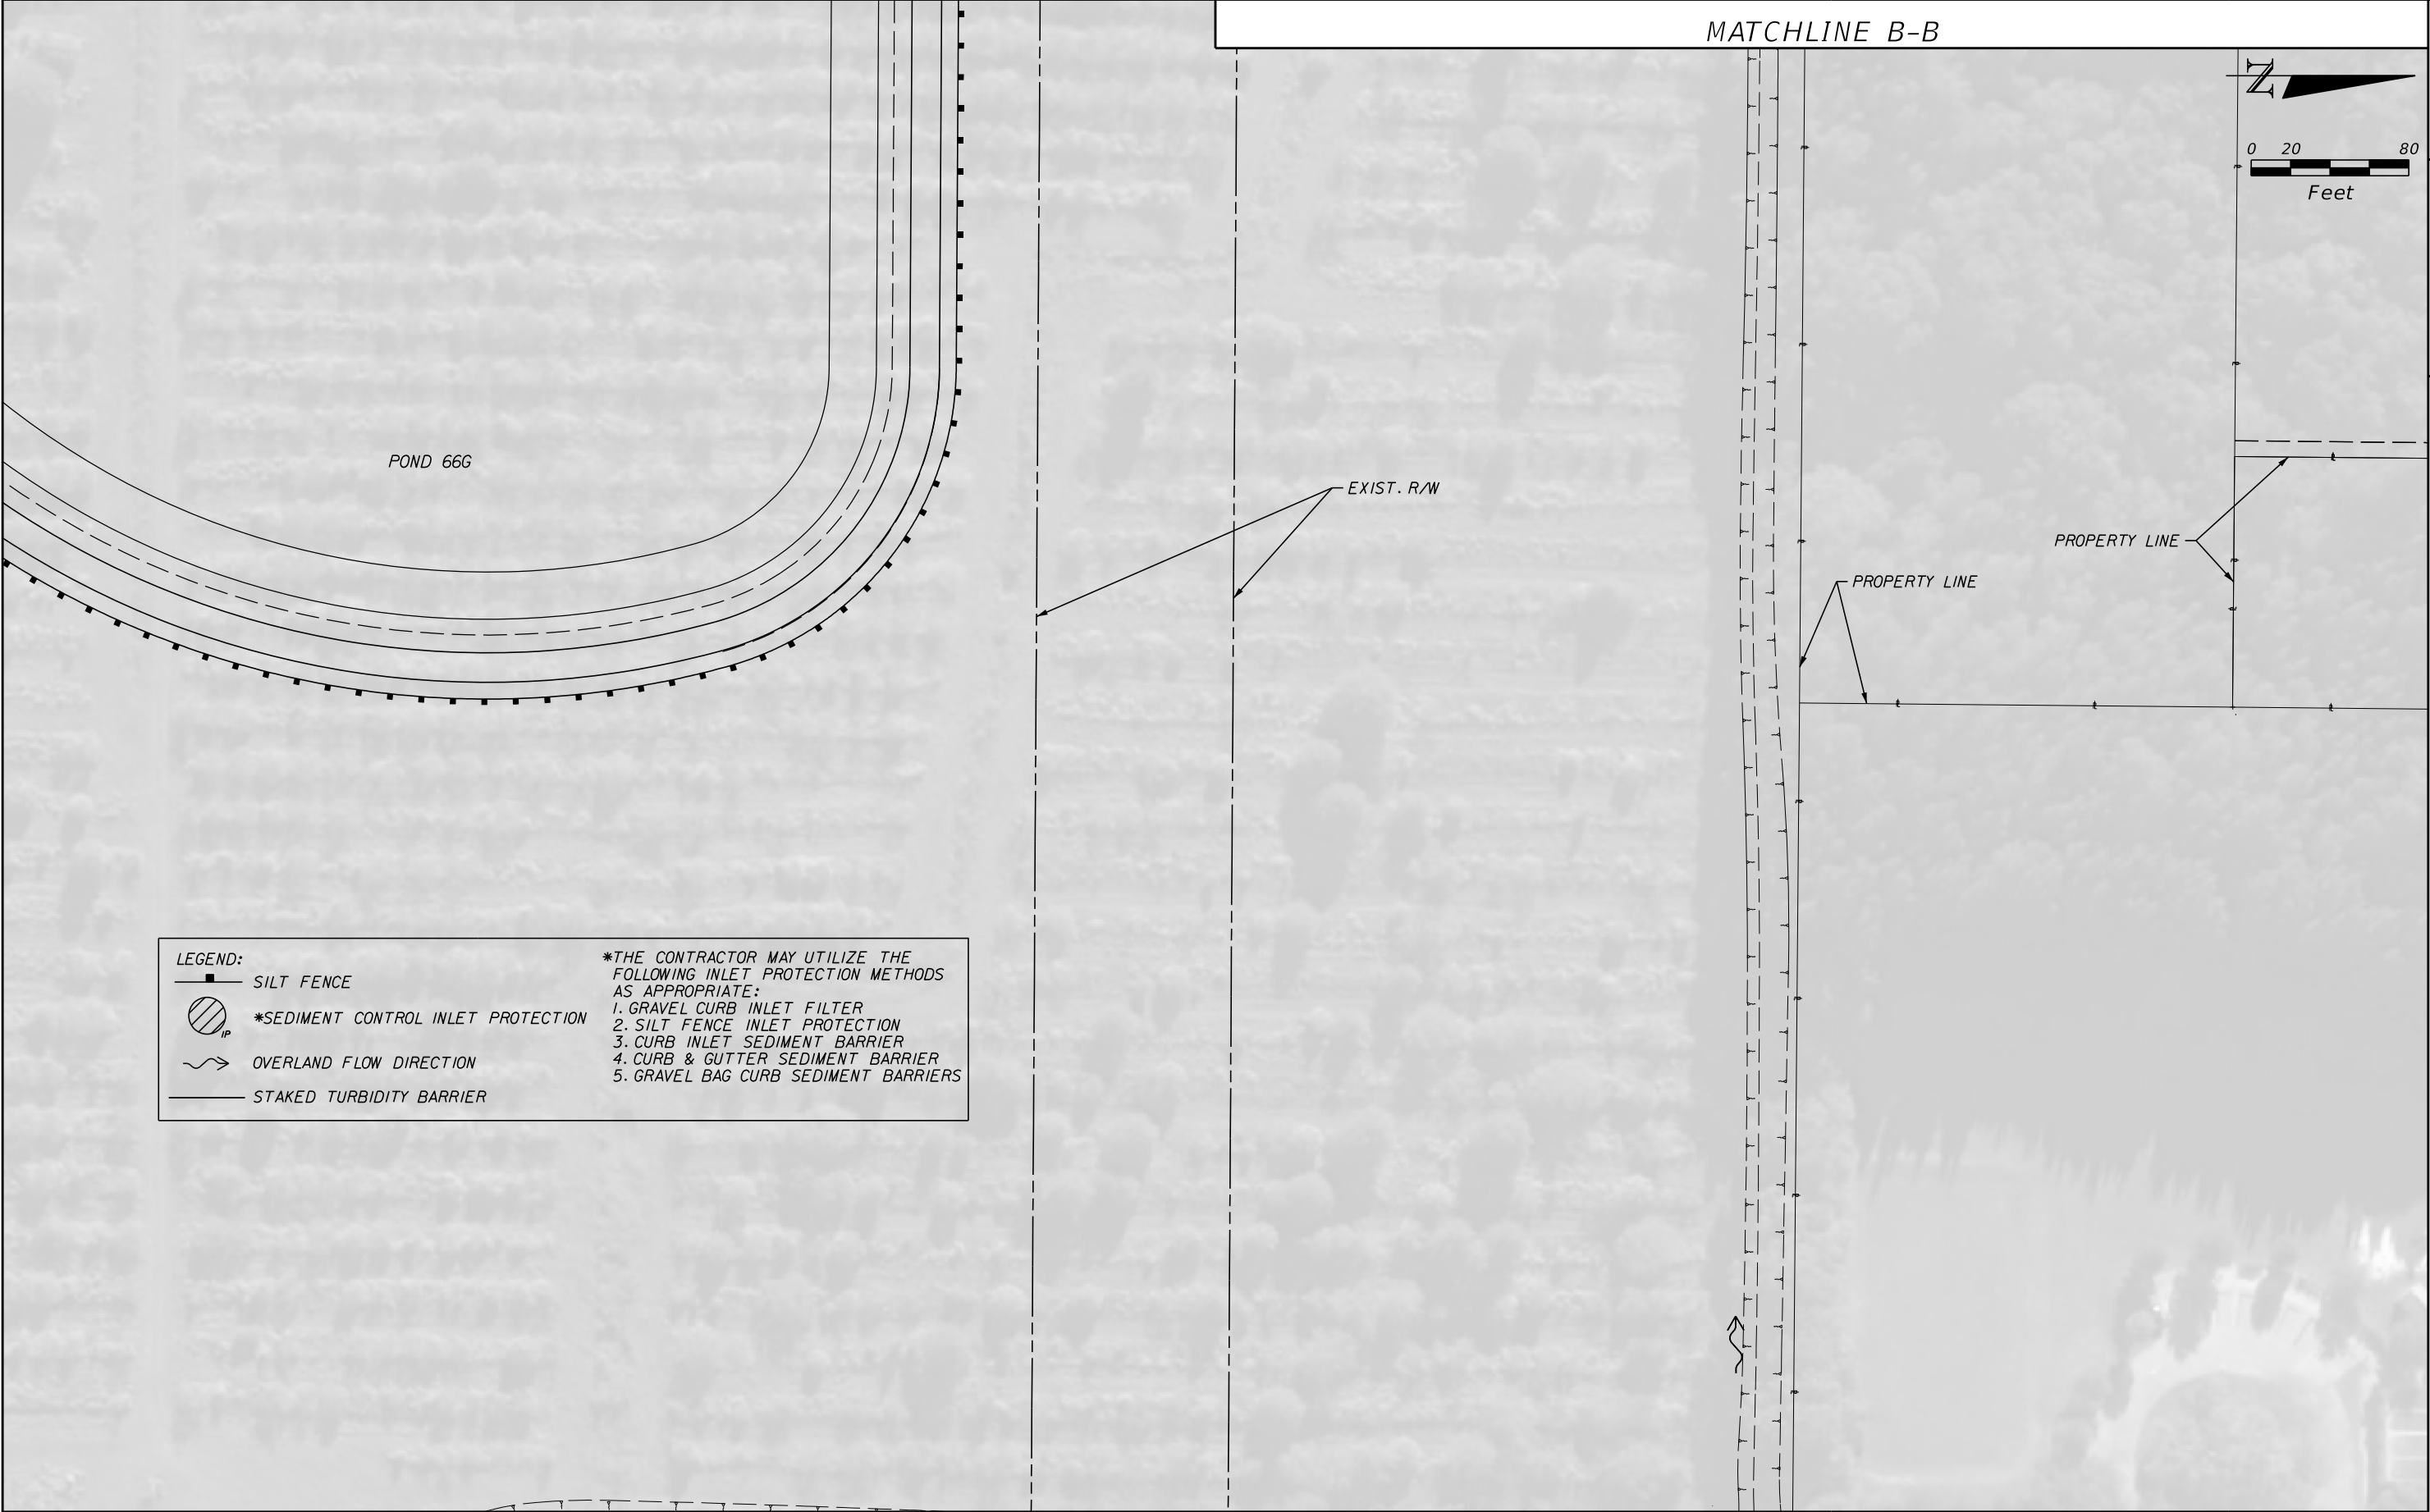 MATCHLINE B-B
N
0 20 80
Feet
POND 66G
EXIST. R/W
PROPERTY LINE
PROPERTY LINE
LEGEND:
SILT FENCE
IP
*SEDIMENT CONTROL INLET PROTECTION
OVERLAND FLOW DIRECTION
STAKED TURBIDITY BARRIER
*THE CONTRACTOR MAY UTILIZE THE
FOLLOWING INLET PROTECTION METHODS
AS APPROPRIATE:
1. GRAVEL CURB INLET FILTER
2. SILT FENCE INLET PROTECTION
3. CURB INLET SEDIMENT BARRIER
4. CURB & GUTTER SEDIMENT BARRIER
5. GRAVEL BAG CURB SEDIMENT BARRIERS